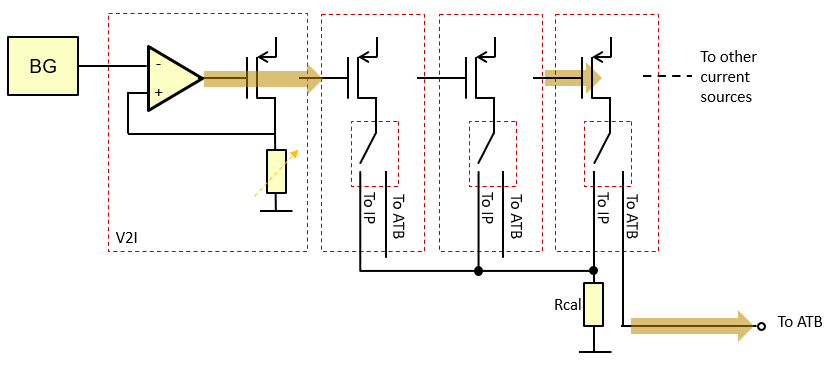 BG
-
+
V2I
To IP
To ATB
To IP
To ATB
To IP
To ATB
To other
current
sources
Rcal
To ATB